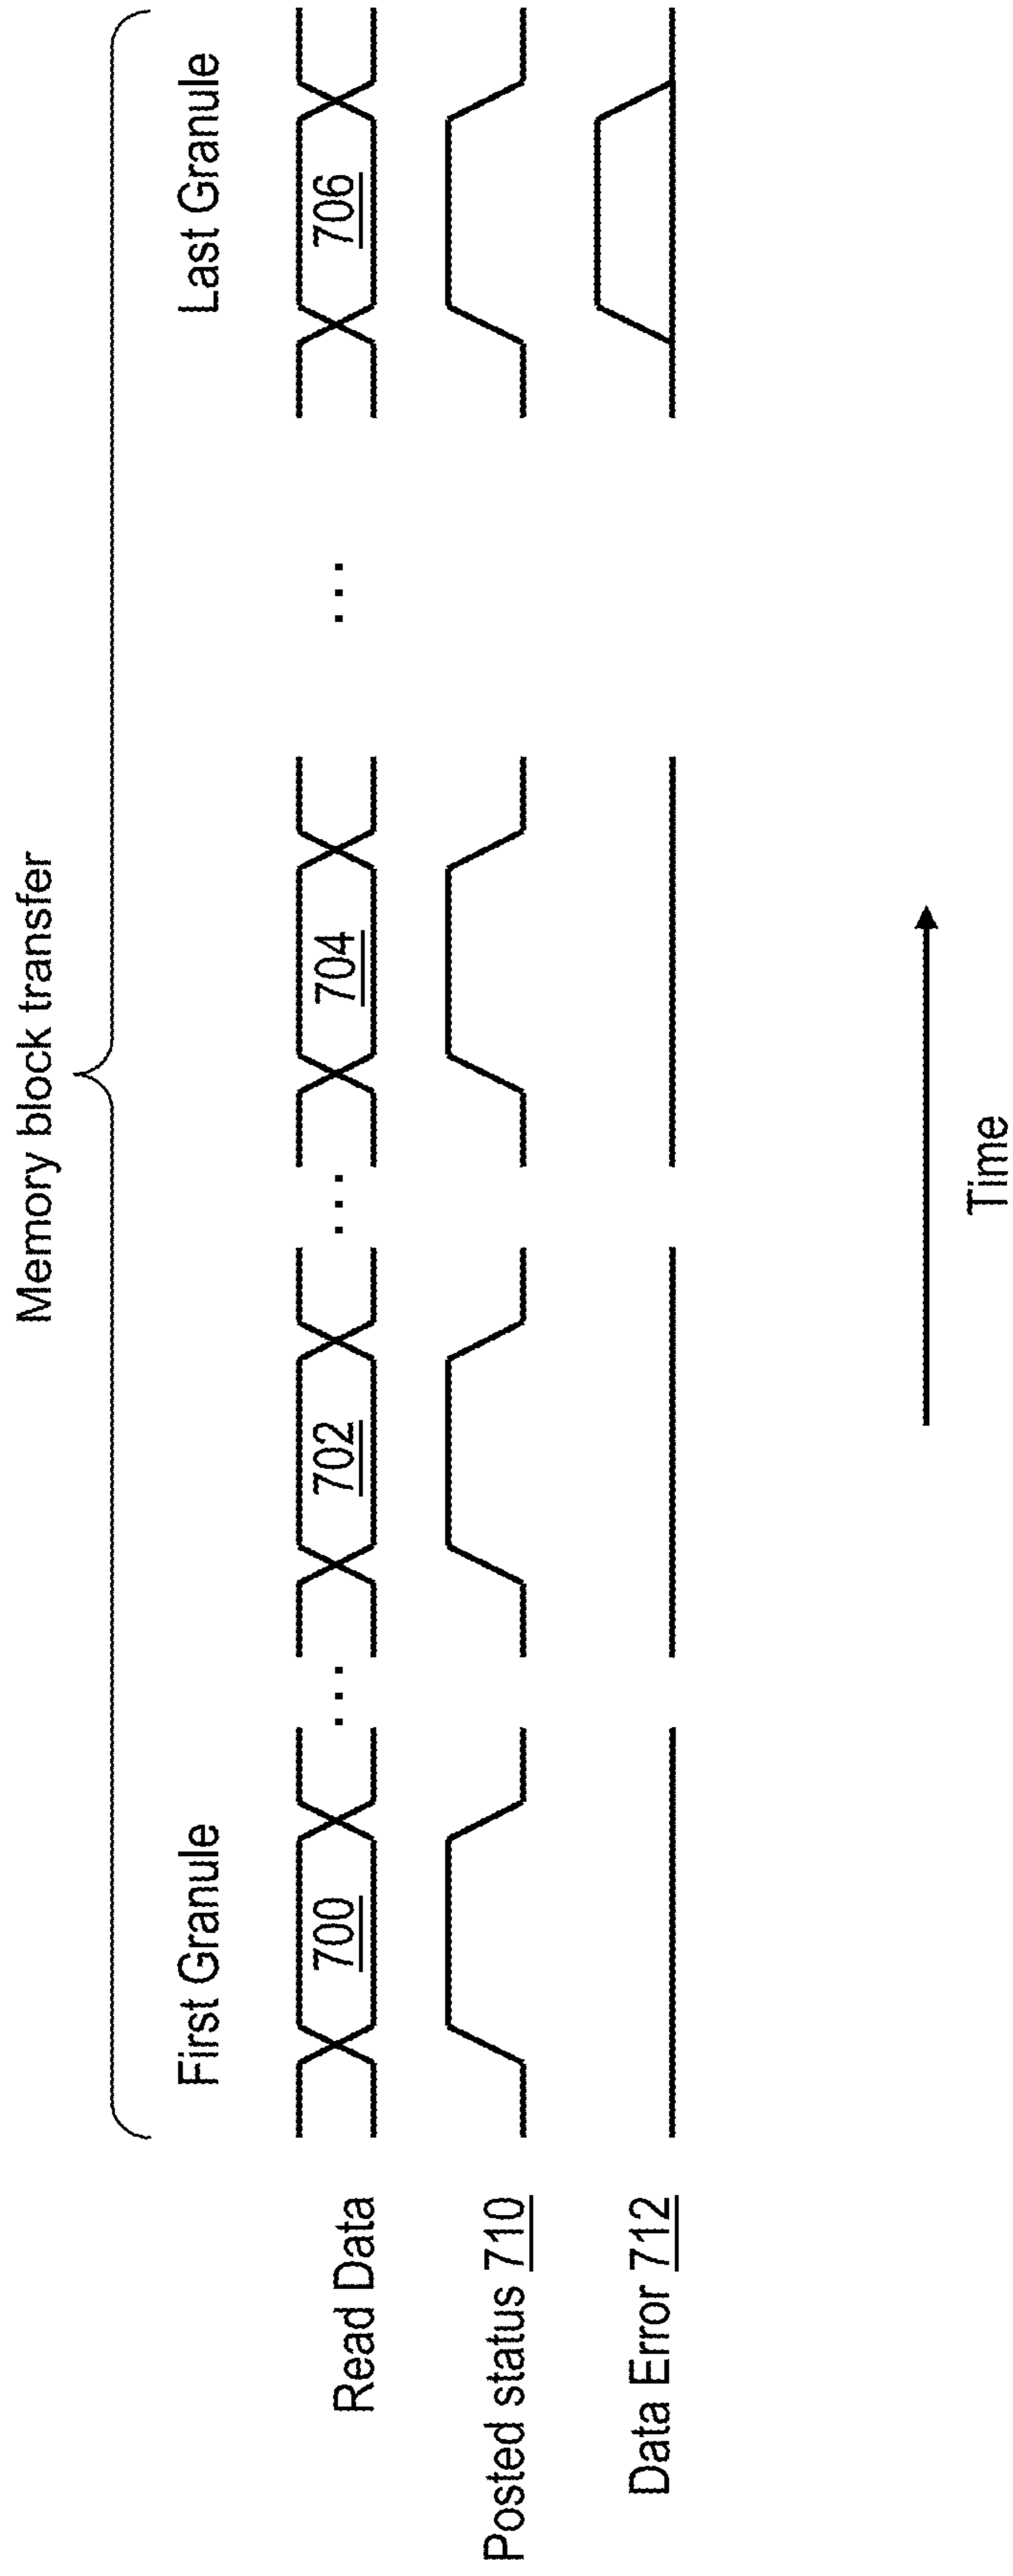 Memory block transfer
First Granule
Last Granule
Read Data
700
...
702
...
704
...
706
Posted status 710
Data Error 712
Time